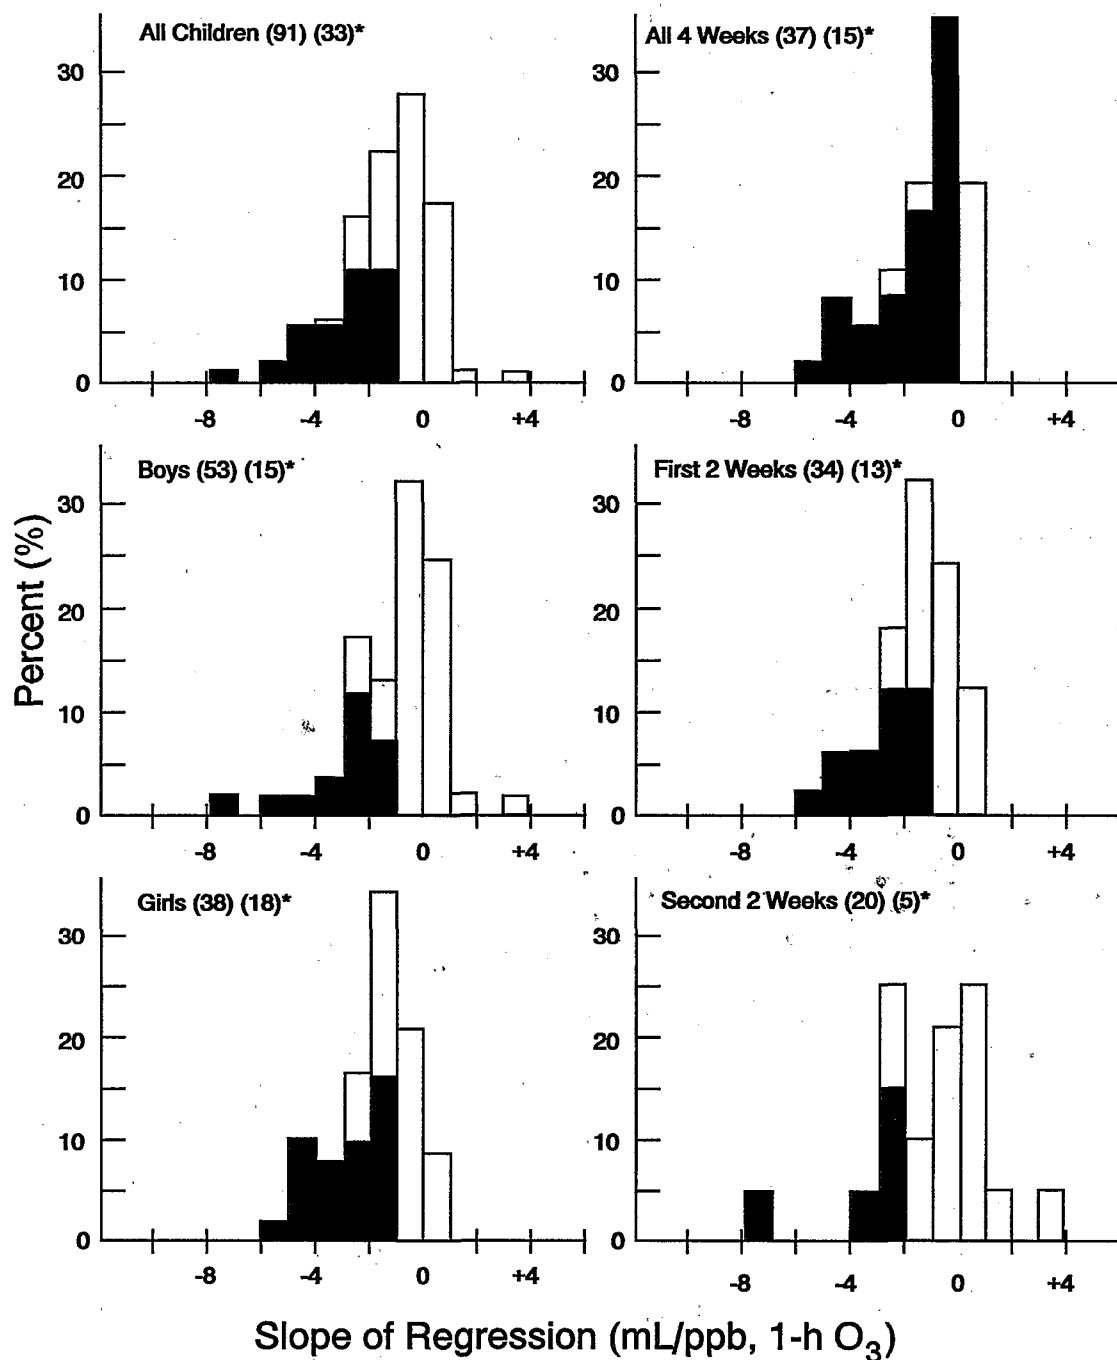 All Children (91) (33)*
30
20
10
0
-8 -4 0 +4
All 4 Weeks (37) (15)*
30
20
10
0
-8 -4 0 +4
Boys (53) (15)*
30
20
10
0
-8 -4 0 +4
First 2 Weeks (34) (13)*
30
20
10
0
-8 -4 0 +4
Girls (38) (18)*
30
20
10
0
-8 -4 0 +4
Second 2 Weeks (20) (5)*
30
20
10
0
-8 -4 0 +4
Percent (%)
Slope of Regression (mL/ppb, 1-h O₃)